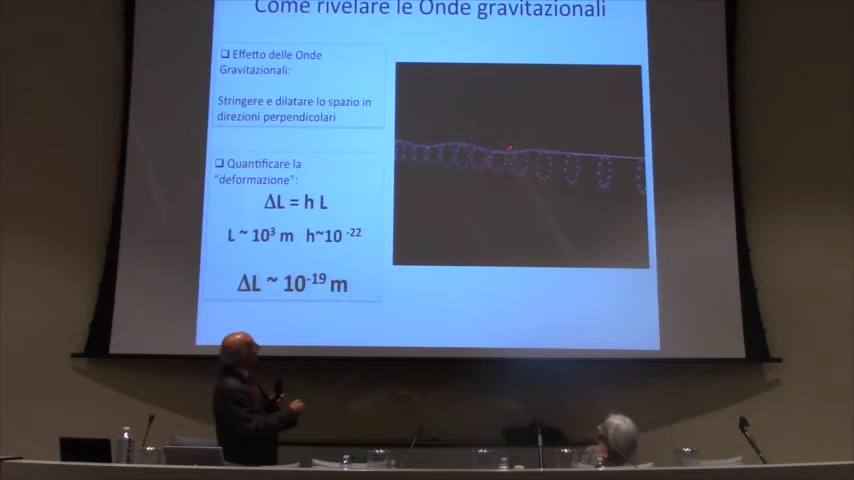 Come rivelare le Onde gravitazionali
❑ Effetto delle Onde
Gravitazionali:
Stringere e dilatare lo spazio in
direzioni perpendicolari
❑ Quantificare la
"deformazione":
ΔL = h L
L ~ 10³ m h~10 ⁻²²
ΔL ~ 10⁻¹⁹ m